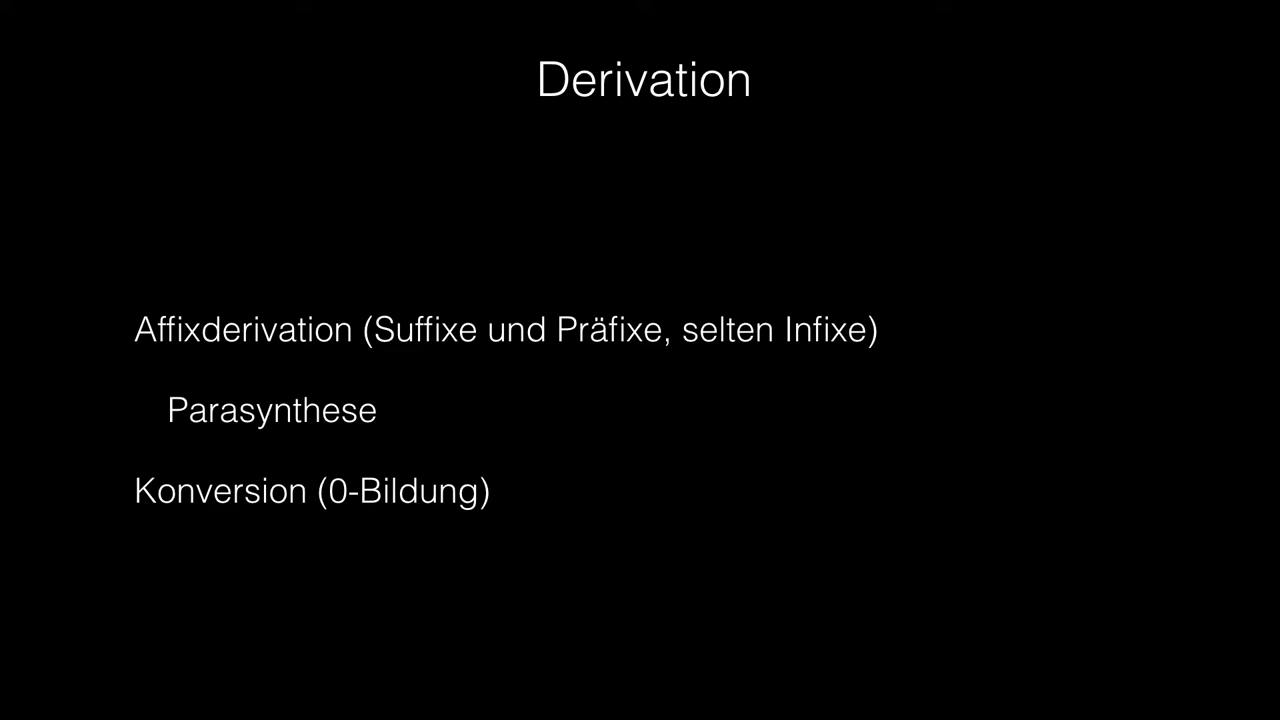 Derivation
Affixderivation (Suffixe und Präfixe, selten Infixe)
Parasynthese
Konversion (0-Bildung)